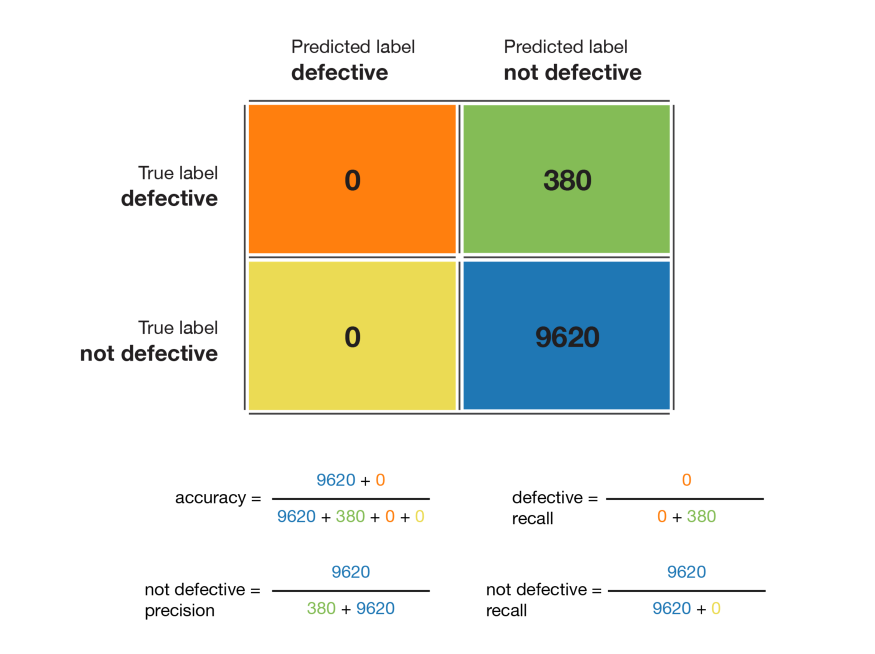 Predicted label
defective
Predicted label
not defective
True label
defective
0
380
True label
not defective
0
9620
accuracy =
9620 + 0
9620 + 380 + 0 + 0
defective =
recall
0
0 + 380
not defective =
precision
9620
380 + 9620
not defective =
recall
9620
9620 + 0